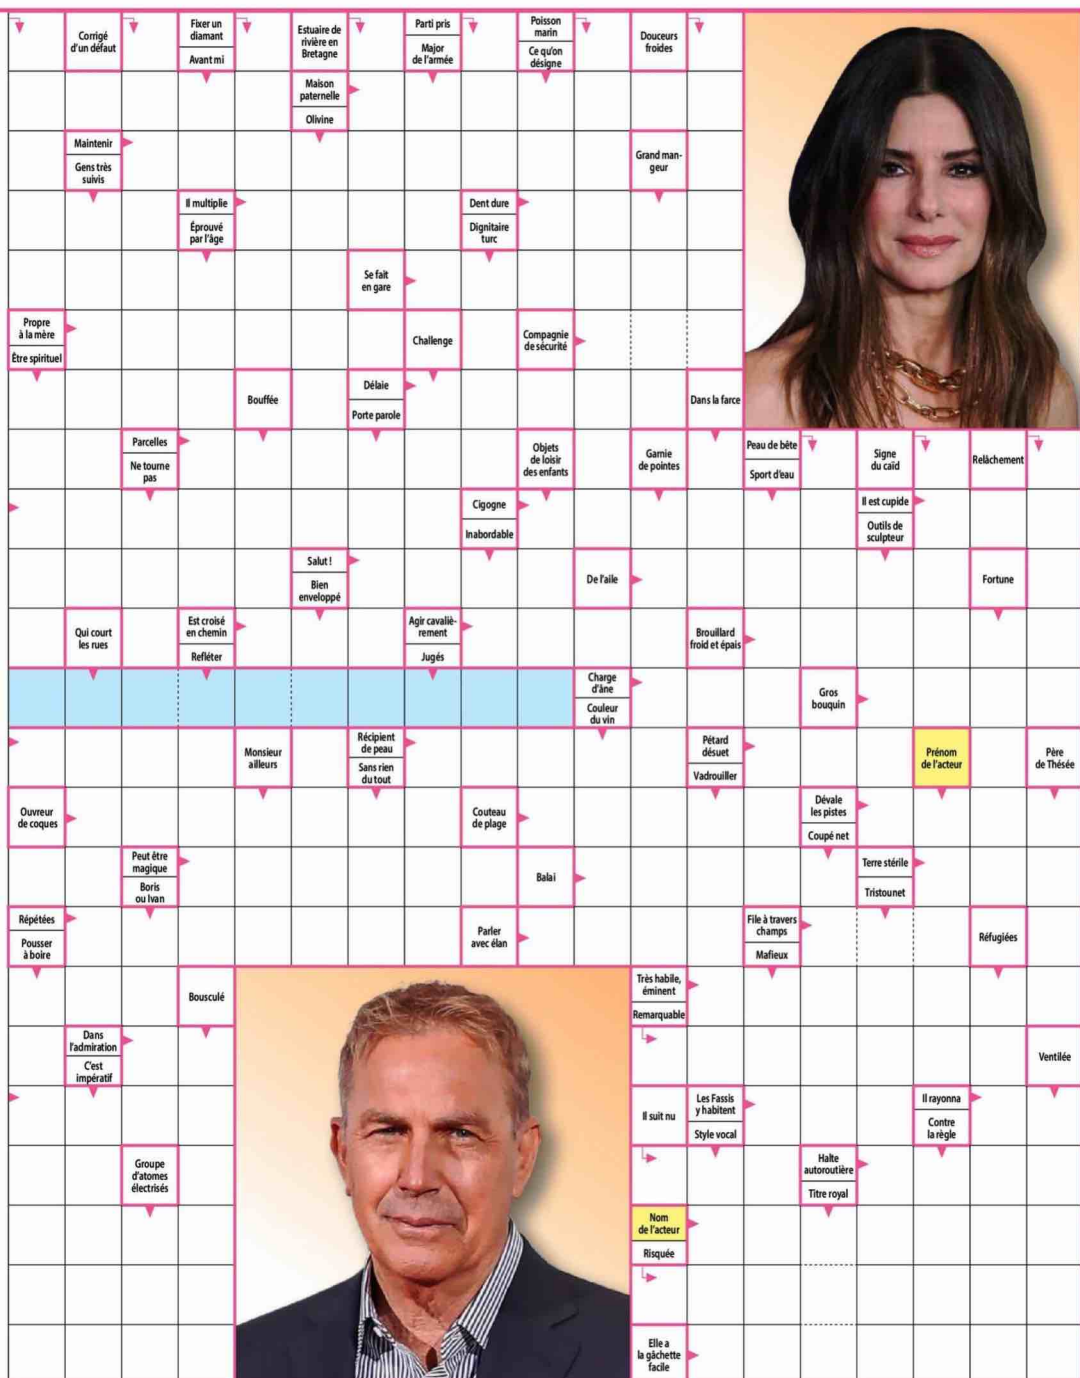 Corrigé
d'un défaut
Fixer un
diamant
Avant mi
Estuaire de
rivière en
Bretagne
Parti pris
Major
de l'armée
Poisson
marin
Ce qu'on
désigne
Douceurs
froides
Maison
paternelle
Olivine
Maintenir
Gens très
suivis
Grand man-
geur
Il multiplie
Éprouvé
par l'âge
Dent dure
Dignitaire
turc
Se fait
en gare
Propre
à la mère
Être spirituel
Challenge
Compagnie
de sécurité
Bouffée
Délaie
Porte parole
Dans la farce
Parcelles
Ne tourne
pas
Objets
de loisir
des enfants
Garnie
de pointes
Peau de bête
Sport d'eau
Signe
du caïd
Relâchement
Cigogne
Inabordable
Il est cupide
Outils de
sculpteur
Salut !
Bien
enveloppé
De l'aile
Fortune
Qui court
les rues
Est croisé
en chemin
Refléter
Agir cavaliè-
rement
Jugés
Brouillard
froid et épais
Charge
d'âne
Couleur
du vin
Gros
bouquin
Monsieur
ailleurs
Récipient
de peau
Sans rien
du tout
Pétard
désuet
Vadrouiller
Prénom
de l'acteur
Père
de Thésée
Ouvreur
de coques
Couteau
de plage
Dévale
les pistes
Coupé net
Peut être
magique
Boris
ou Ivan
Balai
Terre stérile
Tristounet
Répétées
Pousser
à boire
Parler
avec élan
File à travers
champs
Mafieux
Réfugiées
Bousculé
Très habile,
éminent
Remarquable
Dans
l'admiration
C'est
impératif
Ventilée
Il suit nu
Les Fassis
y habitent
Style vocal
Il rayonna
Contre
la règle
Groupe
d'atomes
électrisés
Halte
autoroutière
Titre royal
Nom
de l'acteur
Risquée
Elle a
la gâchette
facile